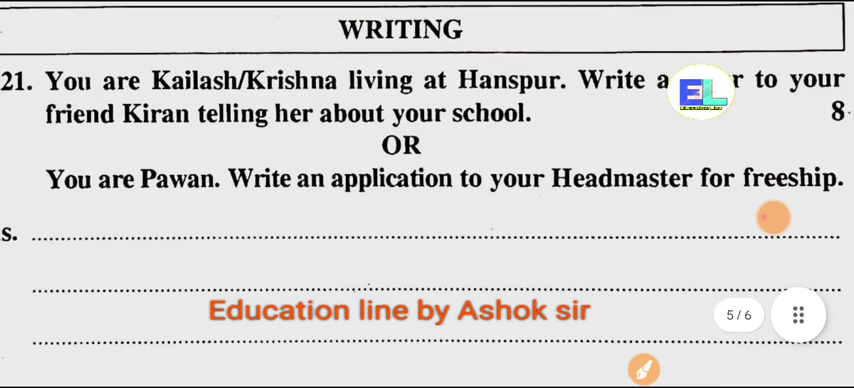 WRITING
21. You are Kailash/Krishna living at Hanspur. Write a r to your
friend Kiran telling her about your school. 8
OR
You are Pawan. Write an application to your Headmaster for freeship.
s.
Education line by Ashok sir
5 / 6
EL